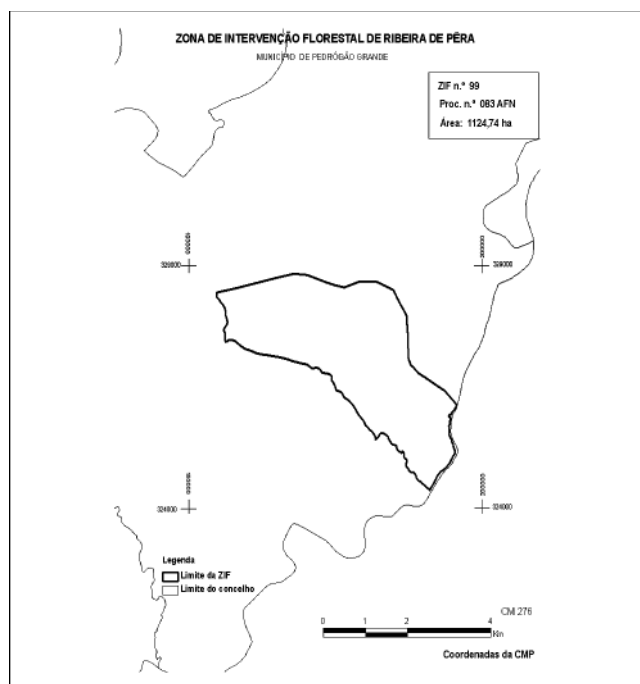 ZONA DE INTERVENÇÃO FLORESTAL DE RIBEIRA DE PÊRA
MUNICÍPIO DE PEDRÓGÃO GRANDE
ZIF n.º 99
Proc. n.º 083 AFN
Área: 1124,74 ha
200000
324000
324000
Legenda
Limite da ZIF
Limite do concelho
CM 276
0 1 2 4
Km
Coordenadas da CMP